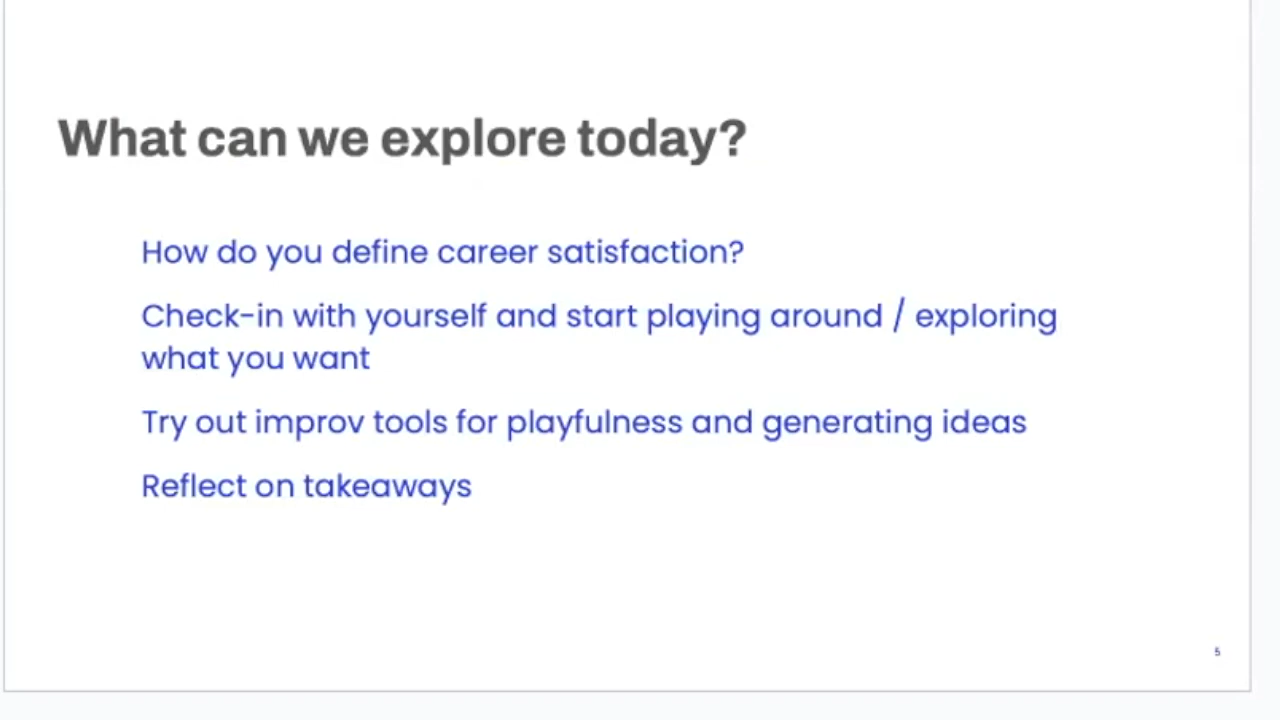 What can we explore today?
How do you define career satisfaction?
Check-in with yourself and start playing around / exploring
what you want
Try out improv tools for playfulness and generating ideas
Reflect on takeaways
5